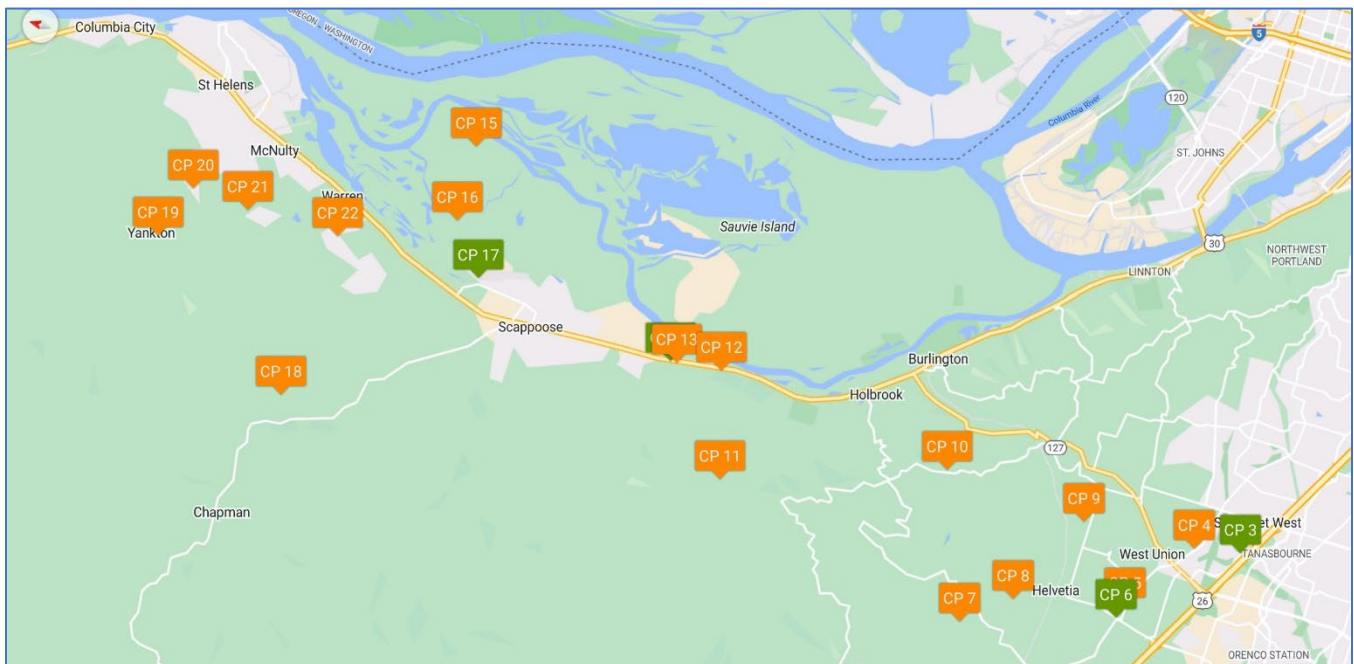 Columbia City
OREGON
WASHINGTON
5
St Helens
120
Columbia River
CP 15
McNulty
ST. JOHNS
CP 20
CP 21
Warren
CP 16
CP 19
CP 22
Yankton
Sauvie Island
CP 17
30
NORTHWEST
PORTLAND
LINNTON
Scappoose
CP 13
CP 12
Burlington
CP 18
Holbrook
CP 10
127
CP 11
CP 9
Chapman
CP 4
CP 3
West
West Union
TANASBOURNE
CP 8
Helvetia
CP 7
CP 6
26
ORENCO STATION